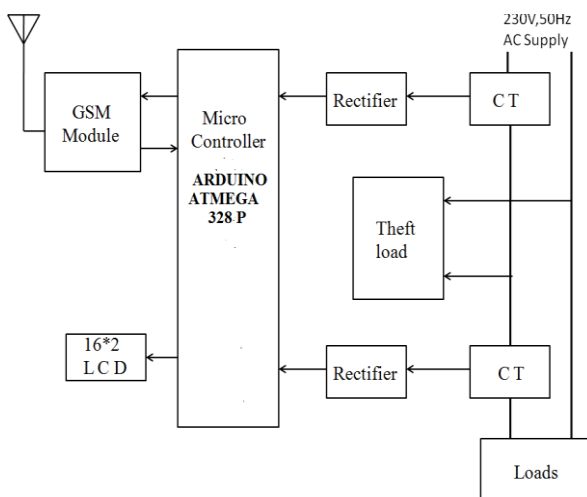 230V,50Hz
AC Supply
GSM
Module
Micro
Controller
ARDUINO
ATMEGA
328-P
Rectifier
C T
Theft
load
16*2
L C D
Rectifier
C T
Loads